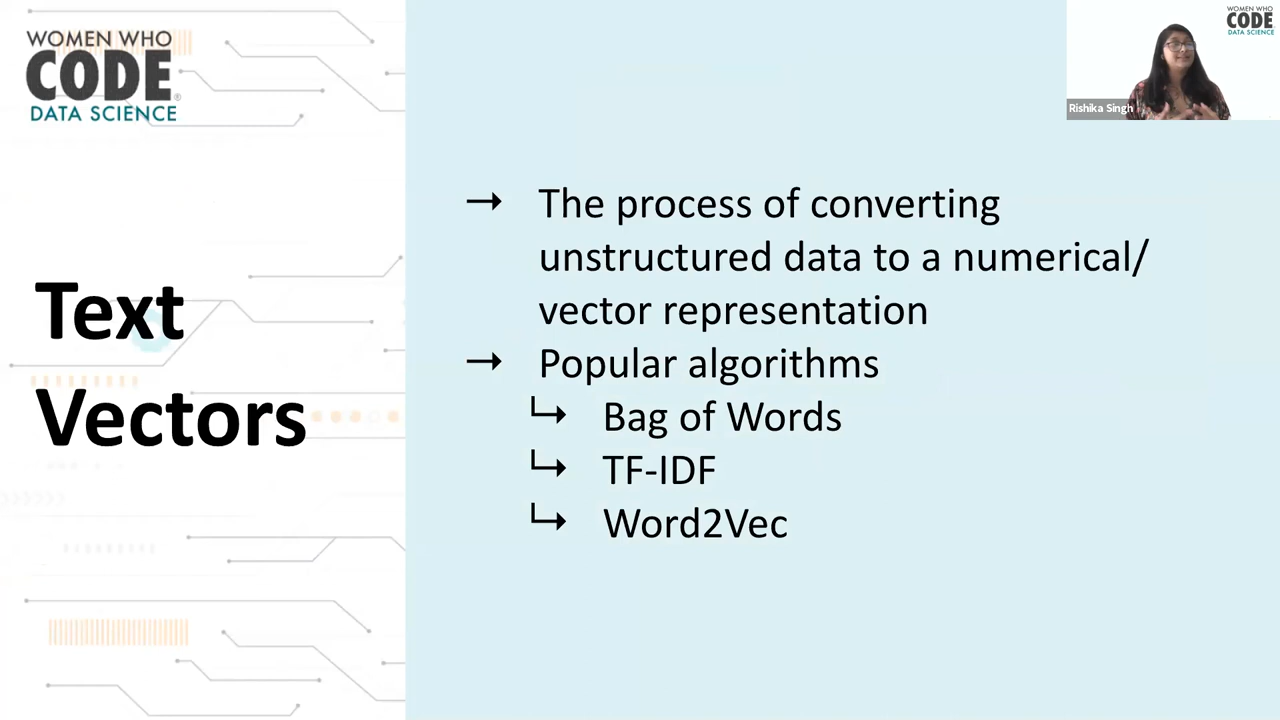 WOMEN WHO
CODE
DATA SCIENCE
Text
Vectors
→ The process of converting
unstructured data to a numerical/
vector representation
→ Popular algorithms
↳ Bag of Words
↳ TF-IDF
↳ Word2Vec
Rishika Singh
WOMEN WHO
CODE
DATA SCIENCE